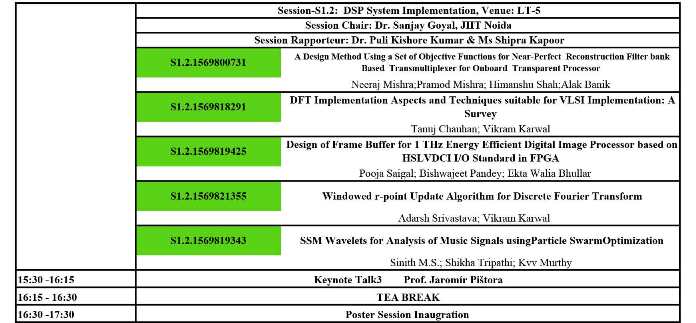 Session-S1.2: DSP System Implementation, Venue: LT-5
Session Chair: Dr. Sanjay Goyal, JIIT Noida
Session Rapporteur: Dr. Puli Kishore Kumar & Ms Shipra Kapoor
S1.2.1569800731
A Design Method Using a Set of Objective Functions for Near-Perfect Reconstruction Filter bank
Based Transmultiplexer for Onboard Transparent Processor
Neeraj Mishra;Pramod Mishra; Himanshu Shah;Alak Banik
S1.2.1569818291
DFT Implementation Aspects and Techniques suitable for VLSI Implementation: A
Survey
Tanuj Chauhan; Vikram Karwal
S1.2.1569819425
Design of Frame Buffer for 1 THz Energy Efficient Digital Image Processor based on
HSLVDCI I/O Standard in FPGA
Pooja Saigal; Bishwajeet Pandey; Ekta Walia Bhullar
S1.2.1569821355
Windowed r-point Update Algorithm for Discrete Fourier Transform
Adarsh Srivastava; Vikram Karwal
S1.2.1569819343
SSM Wavelets for Analysis of Music Signals usingParticle SwarmOptimization
Sinith M.S.; Shikha Tripathi; Kvv Murthy
15:30 -16:15 Keynote Talk3 Prof. Jaromír Pištora
16:15 - 16:30 TEA BREAK
16:30 -17:30 Poster Session Inaugration